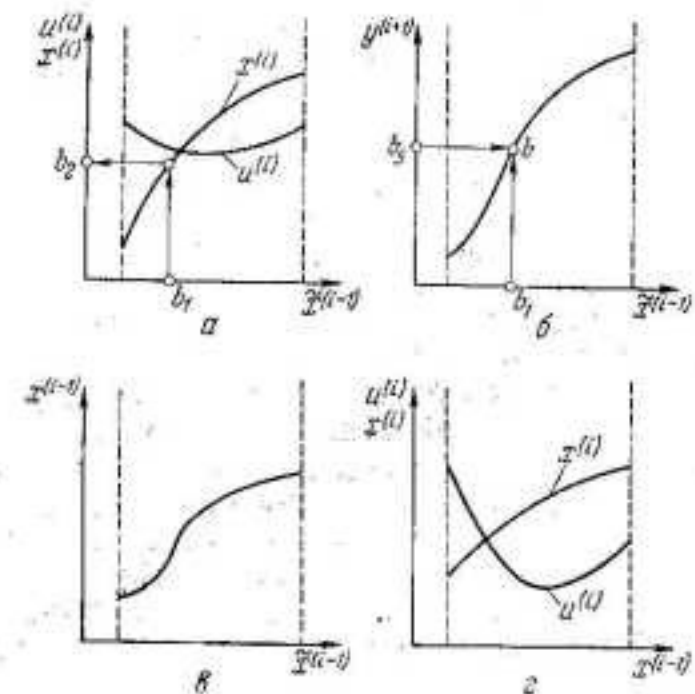 u⁽ⁱ⁾
x⁽ⁱ⁾
x⁽ⁱ⁾
b₂
u⁽ⁱ⁾
b₁
x̄⁽ⁱ⁻¹⁾
а
y⁽ⁱ⁺¹⁾
b₃
b
b₁
x̄⁽ⁱ⁻¹⁾
б
x⁽ⁱ⁻¹⁾
x̄⁽ⁱ⁻¹⁾
в
u⁽ⁱ⁾
x⁽ⁱ⁾
x⁽ⁱ⁾
u⁽ⁱ⁾
x⁽ⁱ⁻¹⁾
г